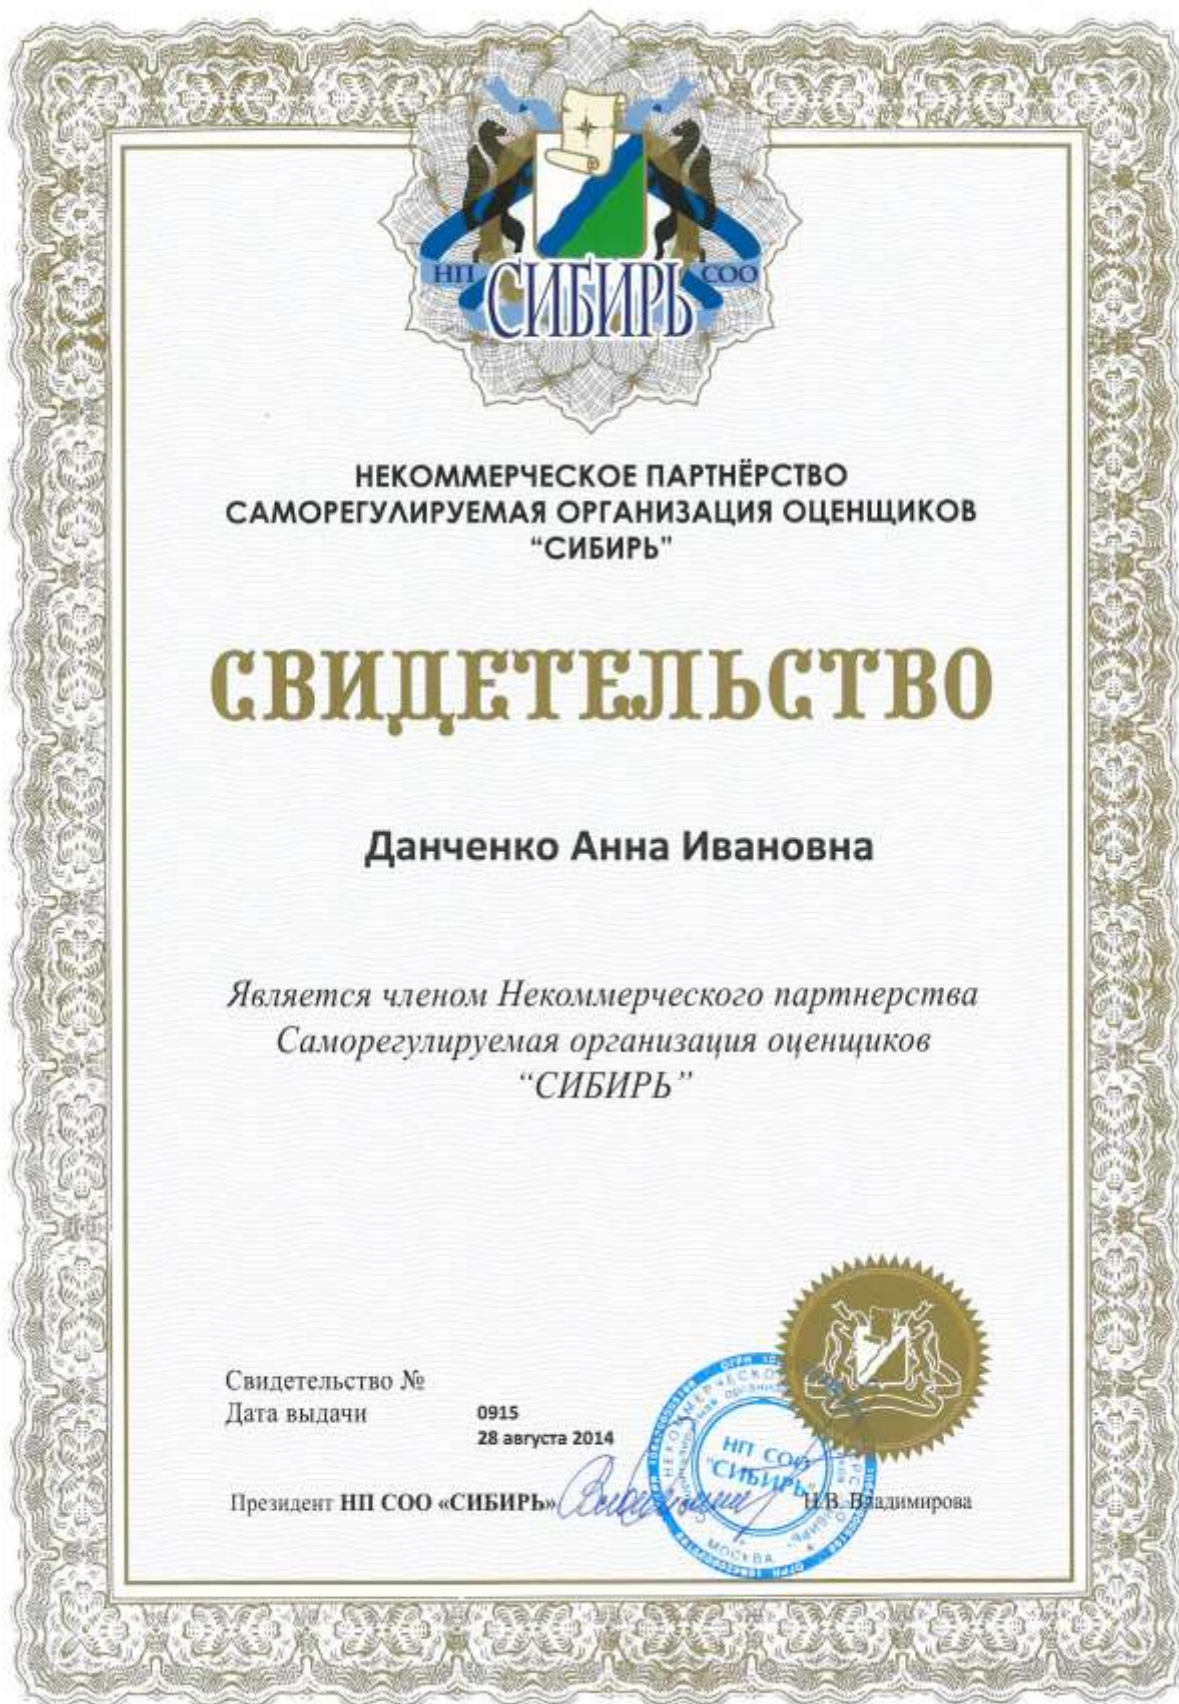 НП СИБИРЬ СОО
НЕКОММЕРЧЕСКОЕ ПАРТНЁРСТВО
САМОРЕГУЛИРУЕМАЯ ОРГАНИЗАЦИЯ ОЦЕНЩИКОВ
“СИБИРЬ”
СВИДЕТЕЛЬСТВО
Данченко Анна Ивановна
Является членом Некоммерческого партнерства
Саморегулируемая организация оценщиков
“СИБИРЬ”
Свидетельство №
Дата выдачи
0915
28 августа 2014
Президент НП СОО «СИБИРЬ»
Н.В. Владимирова
НП СОО
"СИБИРЬ"
МОСКВА